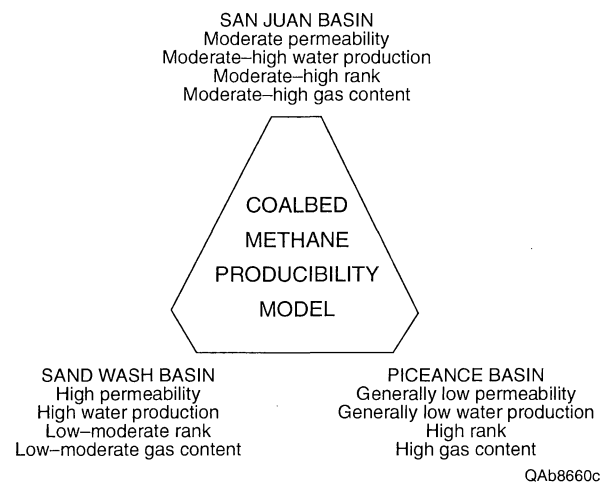 SAN JUAN BASIN
Moderate permeability
Moderate–high water production
Moderate–high rank
Moderate–high gas content
COALBED
METHANE
PRODUCIBILITY
MODEL
SAND WASH BASIN
High permeability
High water production
Low–moderate rank
Low–moderate gas content
PICEANCE BASIN
Generally low permeability
Generally low water production
High rank
High gas content
QAb8660c